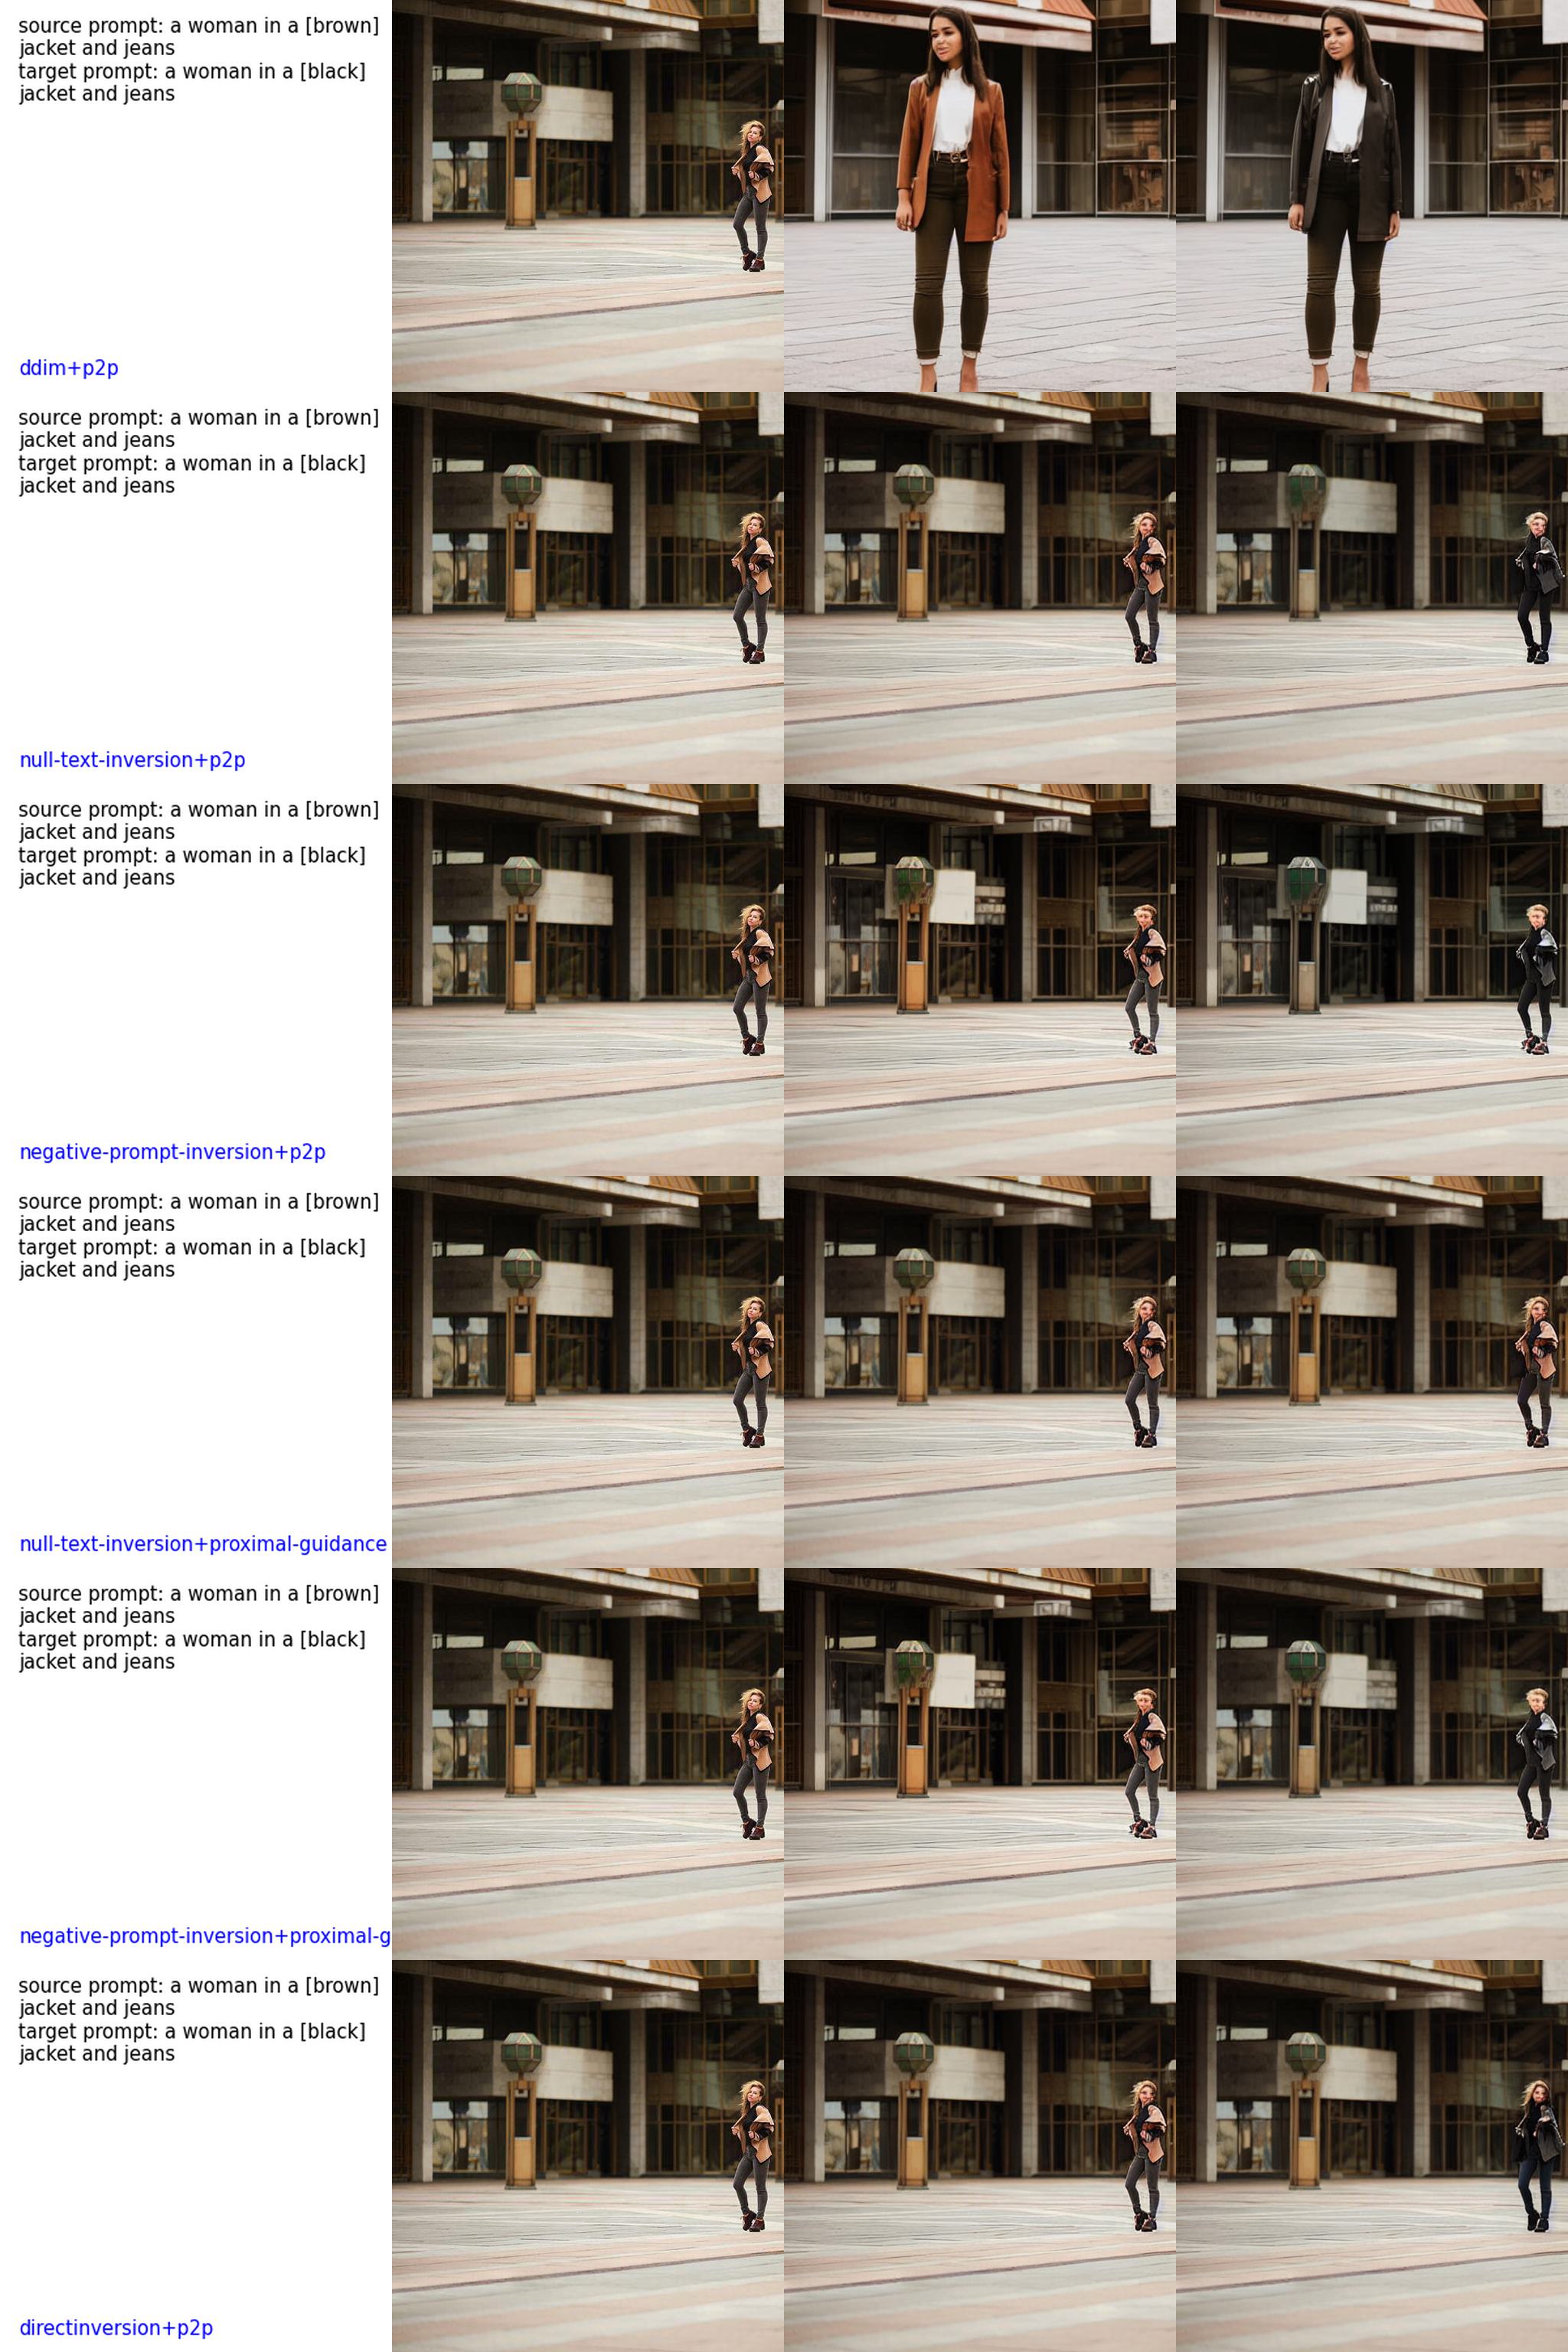 source prompt: a woman in a [brown]
jacket and jeans
target prompt: a woman in a [black]
jacket and jeans
ddim+p2p
source prompt: a woman in a [brown]
jacket and jeans
target prompt: a woman in a [black]
jacket and jeans
null-text-inversion+p2p
source prompt: a woman in a [brown]
jacket and jeans
target prompt: a woman in a [black]
jacket and jeans
negative-prompt-inversion+p2p
source prompt: a woman in a [brown]
jacket and jeans
target prompt: a woman in a [black]
jacket and jeans
null-text-inversion+proximal-guidance
source prompt: a woman in a [brown]
jacket and jeans
target prompt: a woman in a [black]
jacket and jeans
negative-prompt-inversion+proximal-g
source prompt: a woman in a [brown]
jacket and jeans
target prompt: a woman in a [black]
jacket and jeans
directinversion+p2p